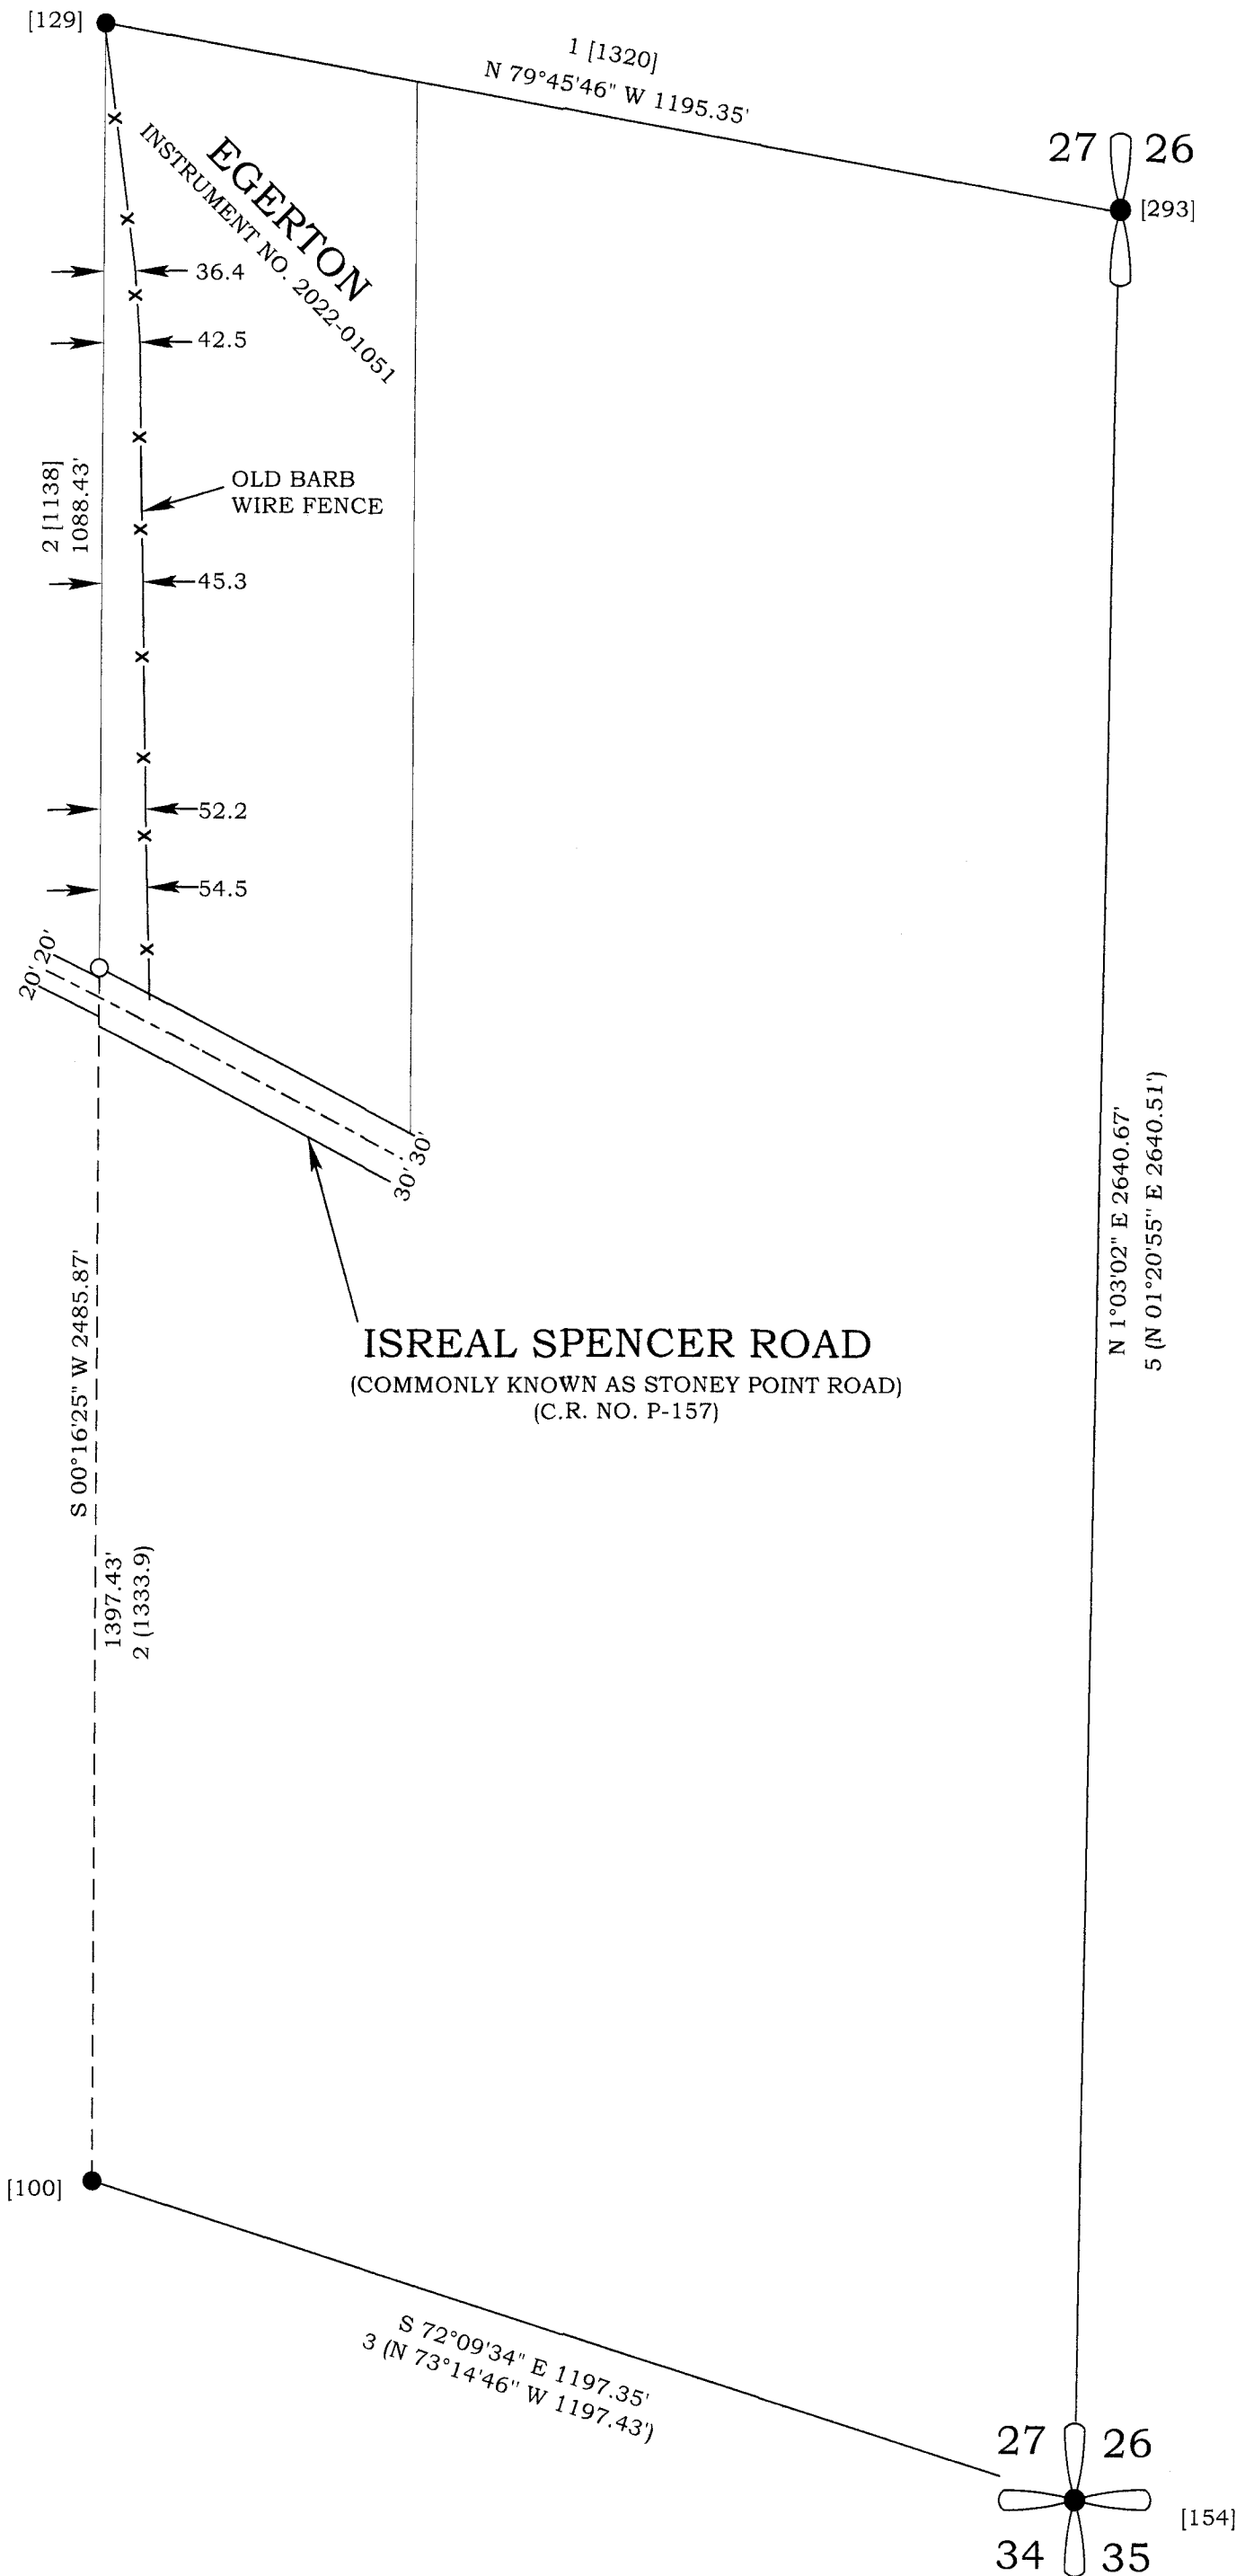 [129]
1 [1320]
N 79°45'46" W 1195.35'
27 26
[293]
EGERTON
INSTRUMENT NO. 2022-01051
36.4
42.5
2 [1138]
1088.43'
OLD BARB
WIRE FENCE
45.3
52.2
54.5
20' 20'
30' 30'
N 1°03'02" E 2640.67'
5 (N 01°20'55" E 2640.51')
S 00°16'25" W 2485.87'
ISREAL SPENCER ROAD
(COMMONLY KNOWN AS STONEY POINT ROAD)
(C.R. NO. P-157)
1397.43'
2 (1333.9)
[100]
S 72°09'34" E 1197.35'
3 (N 73°14'46" W 1197.43')
27 26
[154]
34 35